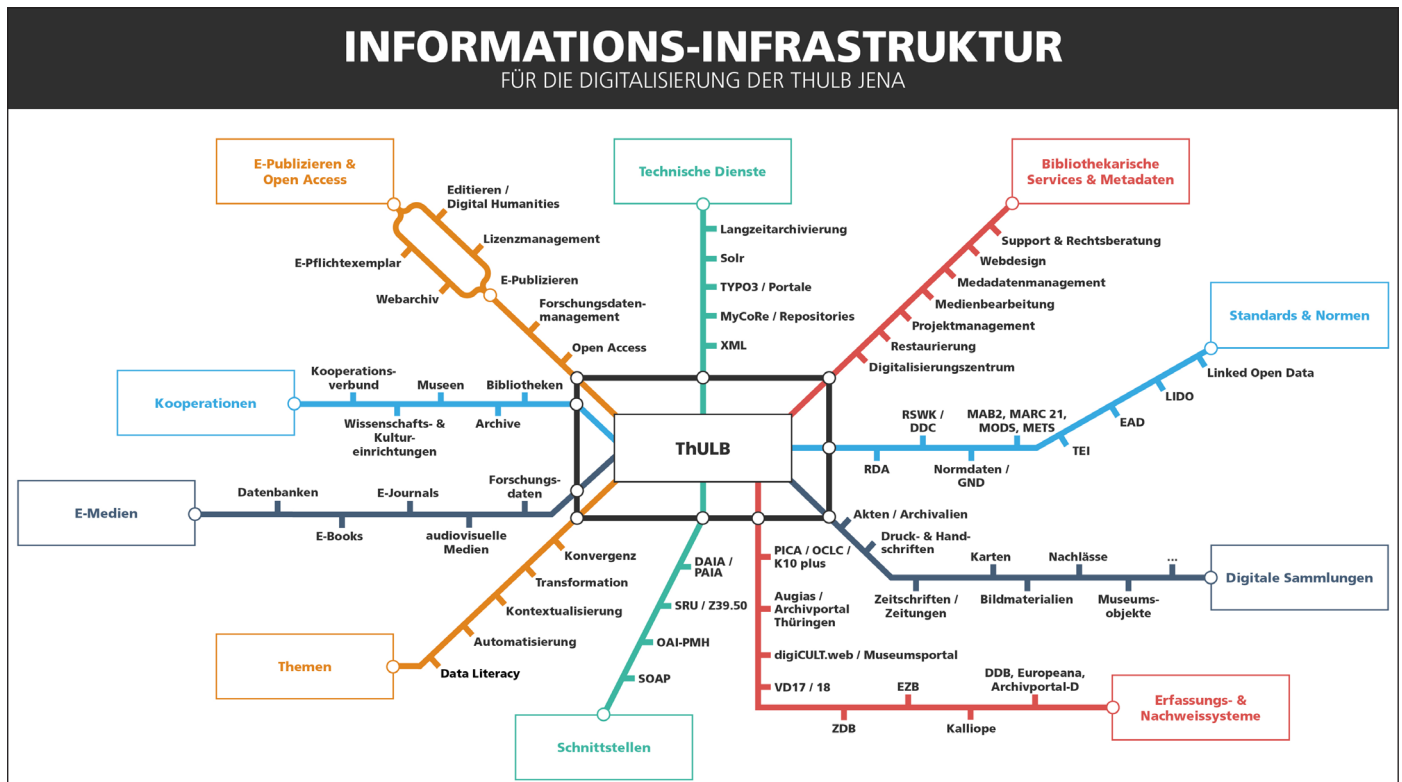 INFORMATIONS-INFRASTRUKTUR
FÜR DIE DIGITALISIERUNG DER THULB JENA
E-Publizieren &
Open Access
Editieren /
Digital Humanities
Lizenzmanagement
E-Pflichtexemplar
Webarchiv
E-Publizieren
Forschungsdaten-
management
Open Access
Technische Dienste
Langzeitarchivierung
Solr
TYPO3 / Portale
MyCoRe / Repositories
XML
Bibliothekarische
Services & Metadaten
Support & Rechtsberatung
Webdesign
Medadatenmanagement
Medienbearbeitung
Projektmanagement
Restaurierung
Digitalisierungszentrum
Standards & Normen
Linked Open Data
LIDO
EAD
TEI
MAB2, MARC 21,
MODS, METS
RSWK /
DDC
RDA
Normdaten /
GND
Kooperationen
Kooperations-
verbund
Museen
Bibliotheken
Wissenschafts- &
Kultur-
einrichtungen
Archive
ThULB
E-Medien
Datenbanken
E-Journals
Forschungs-
daten
E-Books
audiovisuelle
Medien
Akten / Archivalien
Druck- & Hand-
schriften
Karten
Nachlässe
...
Zeitschriften /
Zeitungen
Bildmaterialien
Museums-
objekte
Digitale Sammlungen
Konvergenz
Transformation
Kontextualisierung
Automatisierung
Data Literacy
Themen
DAIA /
PAIA
SRU / Z39.50
OAI-PMH
SOAP
Schnittstellen
PICA / OCLC /
K10 plus
Augias /
Archivportal
Thüringen
digiCULT.web / Museumsportal
VD17 / 18
EZB
DDB, Europeana,
Archivportal-D
ZDB
Kalliope
Erfassungs- &
Nachweissysteme